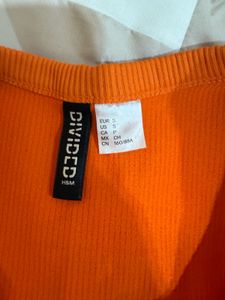 DIVIDED
H&M
EUR S
US S
CA P
MX CH
CN 160/88A